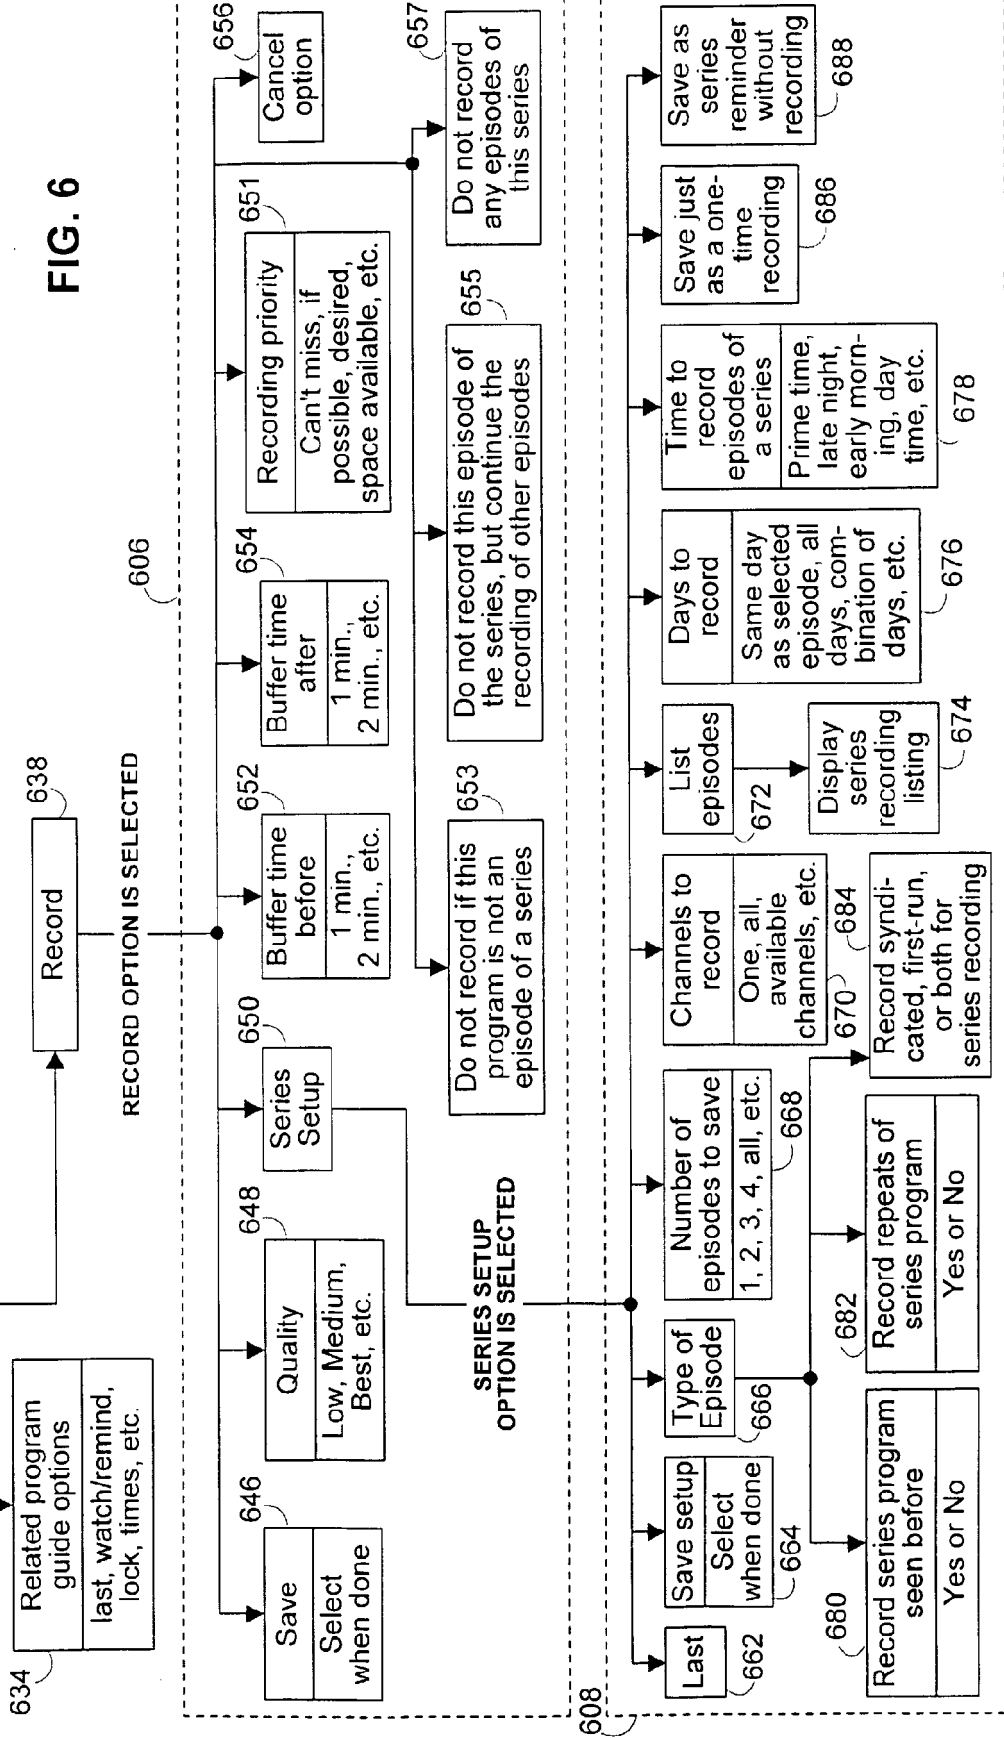 FIG. 6
634
Related program
guide options
last, watch/remind,
lock, times, etc.
Record
638
RECORD OPTION IS SELECTED
606
646
Save
Select
when done
648
Quality
Low, Medium,
Best, etc.
650
Series
Setup
652
Buffer time
before
1 min.,
2 min., etc.
654
Buffer time
after
1 min.,
2 min., etc.
651
Recording priority
Can't miss, if
possible, desired,
space available, etc.
656
Cancel
option
653
Do not record if this
program is not an
episode of a series
655
Do not record this episode of
the series, but continue the
recording of other episodes
657
Do not record
any episodes of
this series
SERIES SETUP
OPTION IS SELECTED
608
Last
662
Save setup
Select
when done
664
Type of
Episode
666
Number of
episodes to save
1, 2, 3, 4, all, etc.
668
Channels to
record
One, all,
available
channels, etc.
670
List
episodes
672
Display
series
recording
listing
674
Days to
record
Same day
as selected
episode, all
days, com-
bination of
days, etc.
676
Time to
record
episodes of
a series
Prime time,
late night,
early morn-
ing, day
time, etc.
678
Save just
as a one-
time
recording
686
Save as
series
reminder
without
recording
688
680
Record series program
seen before
Yes or No
682
Record repeats of
series program
Yes or No
684
Record syndi-
cated, first-run,
or both for
series recording